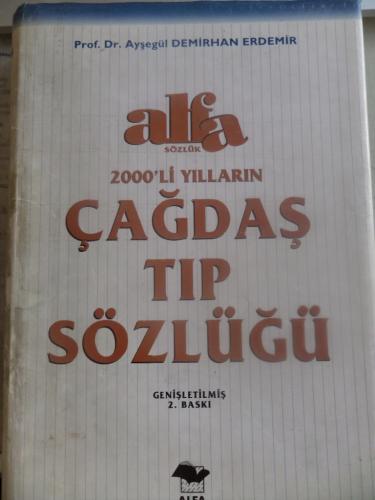 Prof. Dr. Ayşegül DEMİRHAN ERDEMİR
alfa
SÖZLÜK
2000'Lİ YILLARIN
ÇAĞDAŞ
TIP
SÖZLÜĞÜ
GENİŞLETİLMİŞ
2. BASKI
ALFA